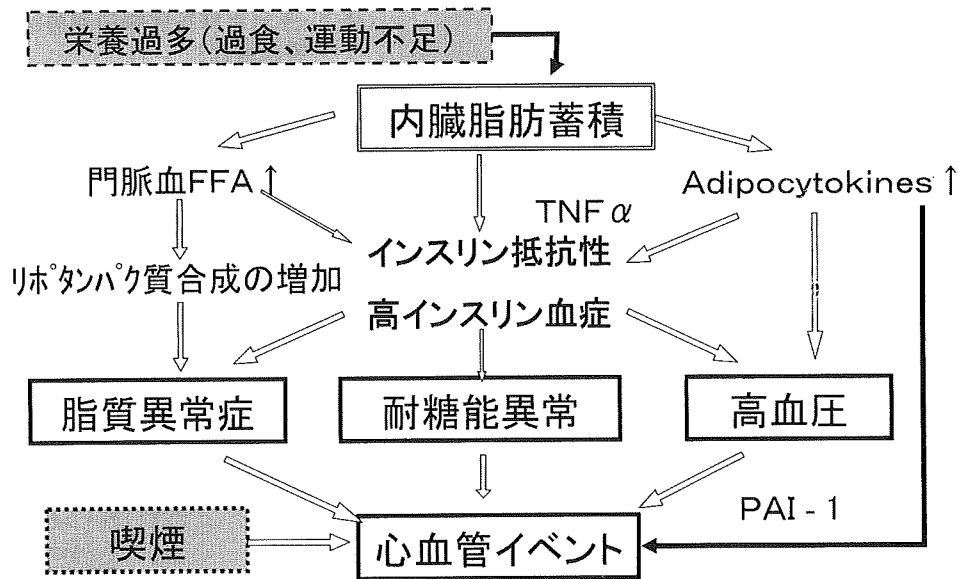 栄養過多(過食、運動不足)
内臓脂肪蓄積
門脈血FFA↑
Adipocytokines↑
TNFα
インスリン抵抗性
リポタンパク質合成の増加
高インスリン血症
脂質異常症
耐糖能異常
高血圧
PAI-1
喫煙
心血管イベント